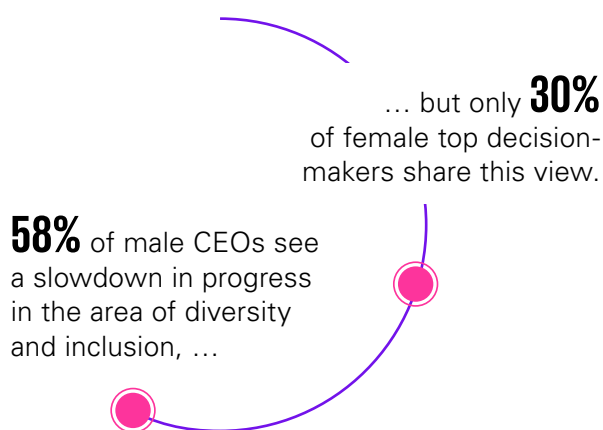 58% of male CEOs see
a slowdown in progress
in the area of diversity
and inclusion, …
… but only 30%
of female top decision-
makers share this view.